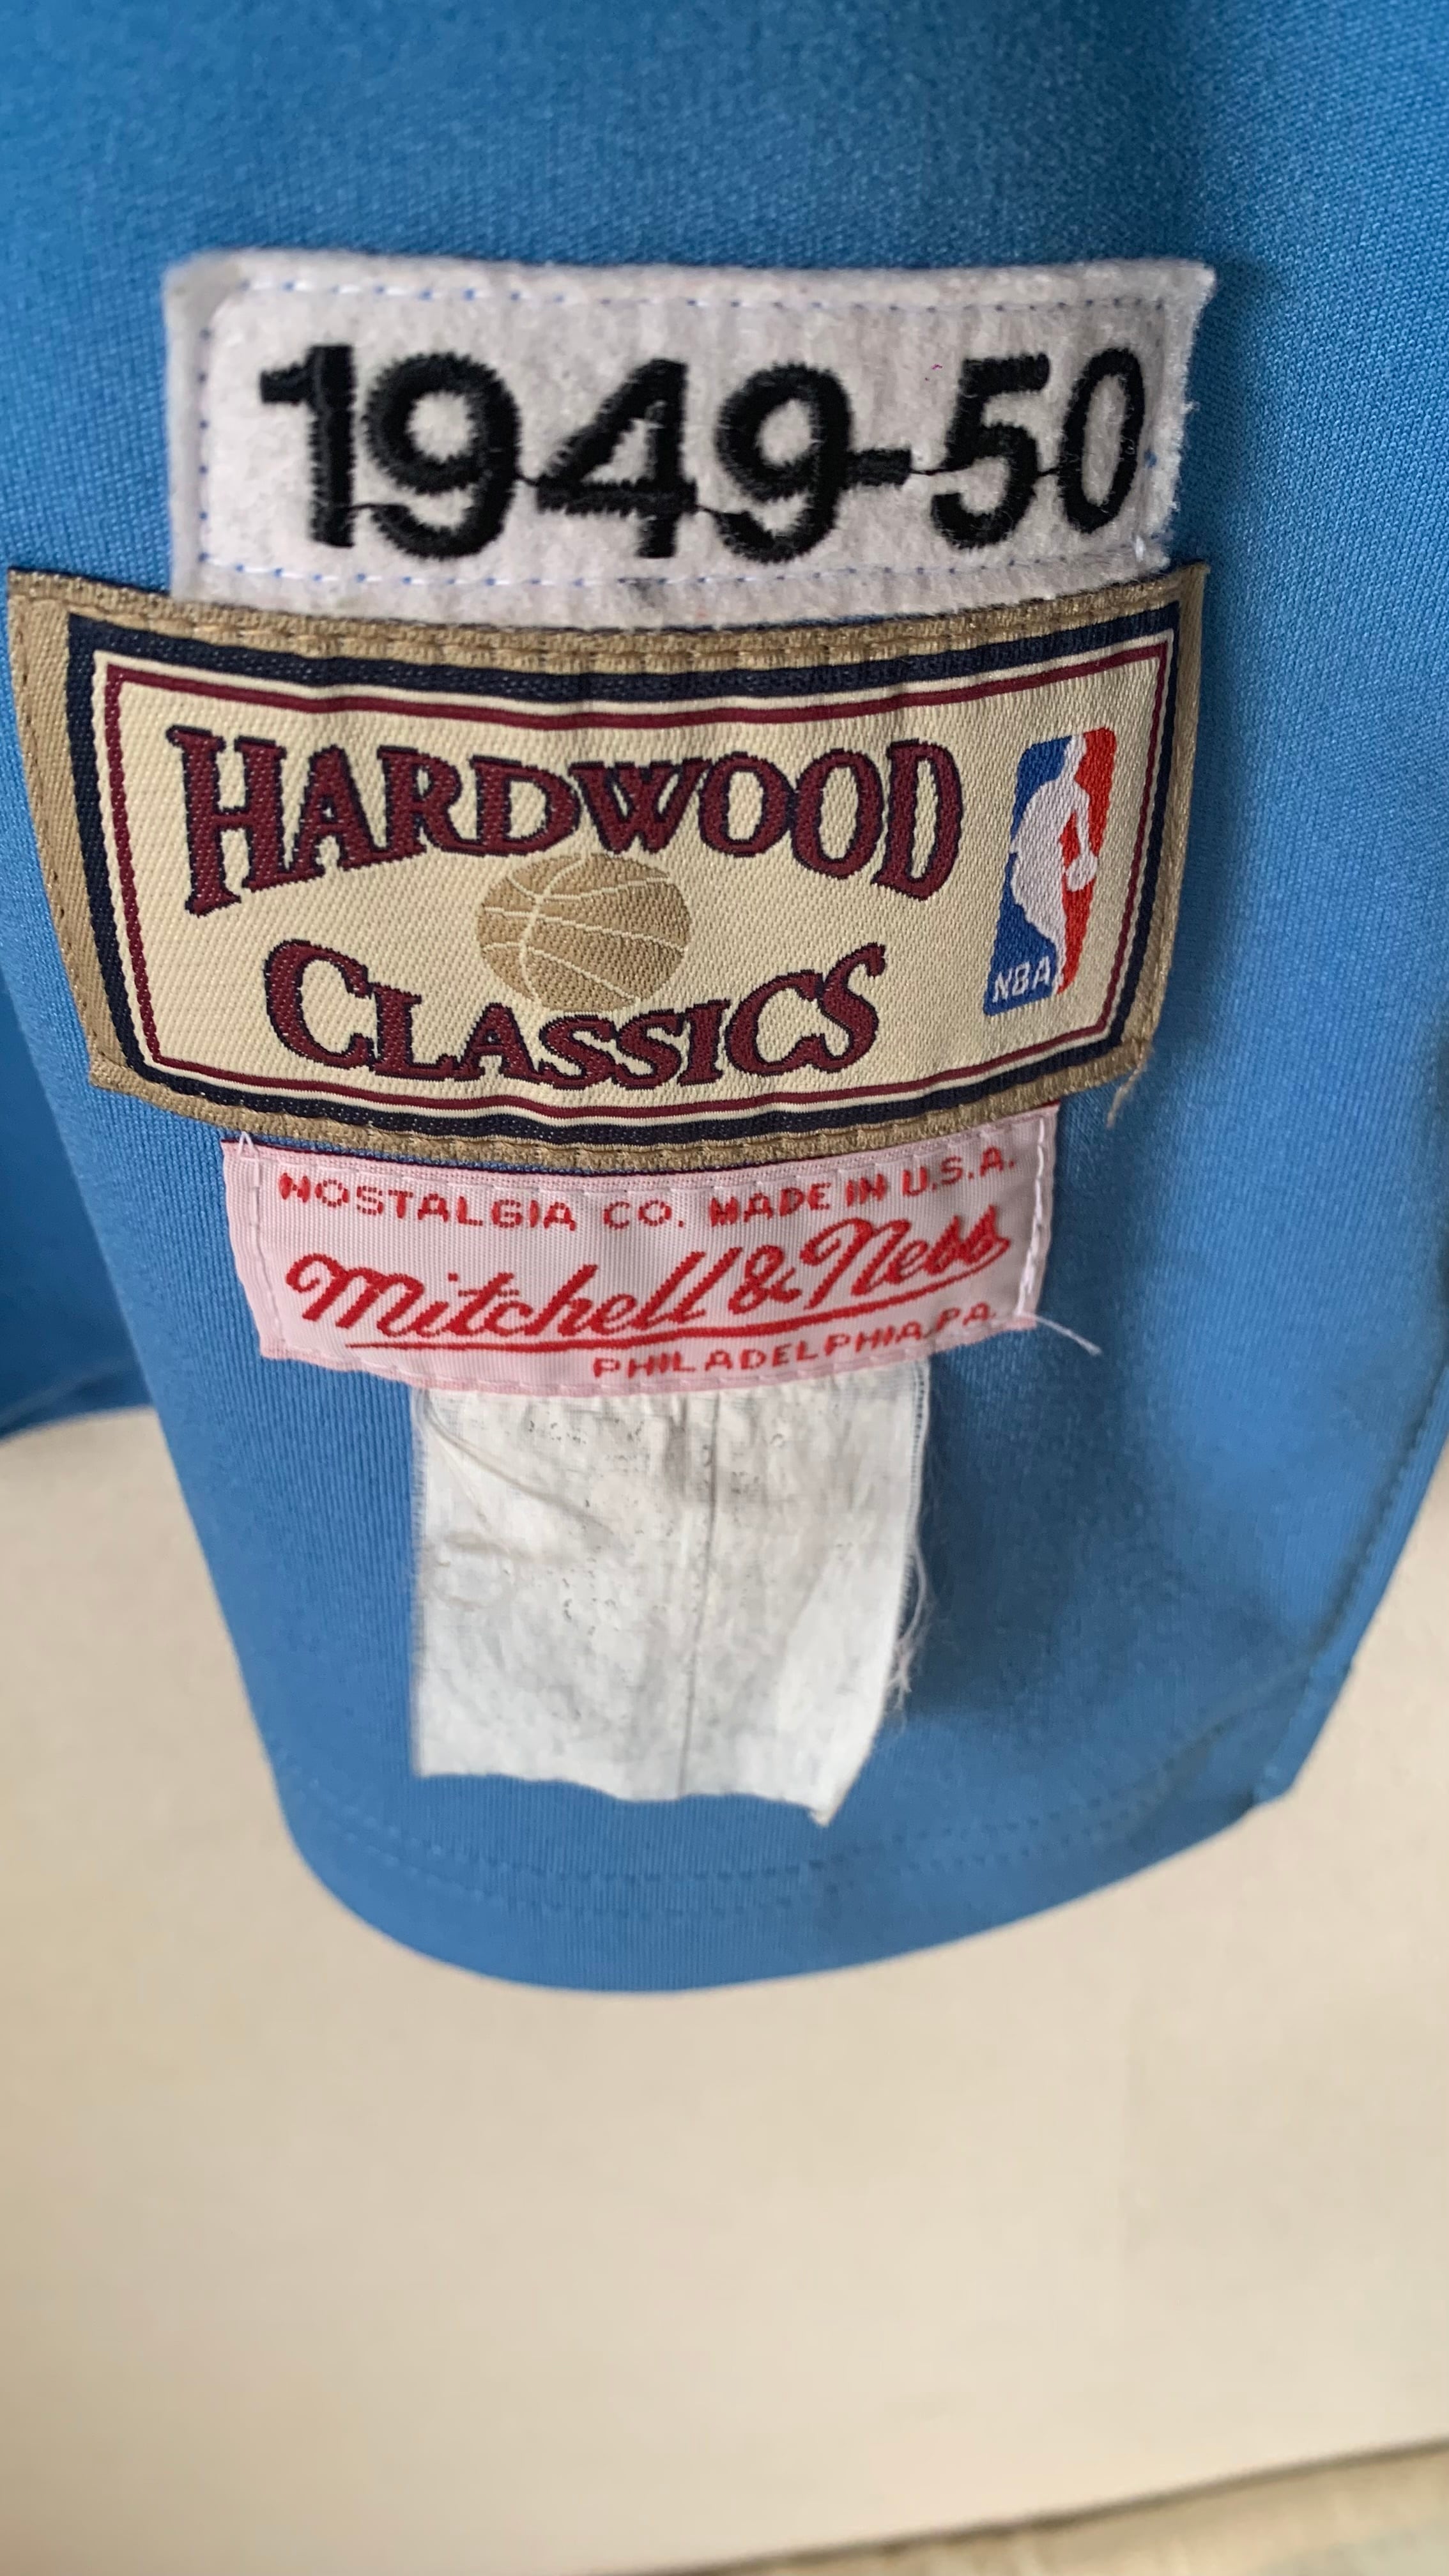 1949-50
HARDWOOD
CLASSICS
NBA
NOSTALGIA CO. MADE IN U.S.A.
Mitchell & Ness
PHILADELPHIA, PA.